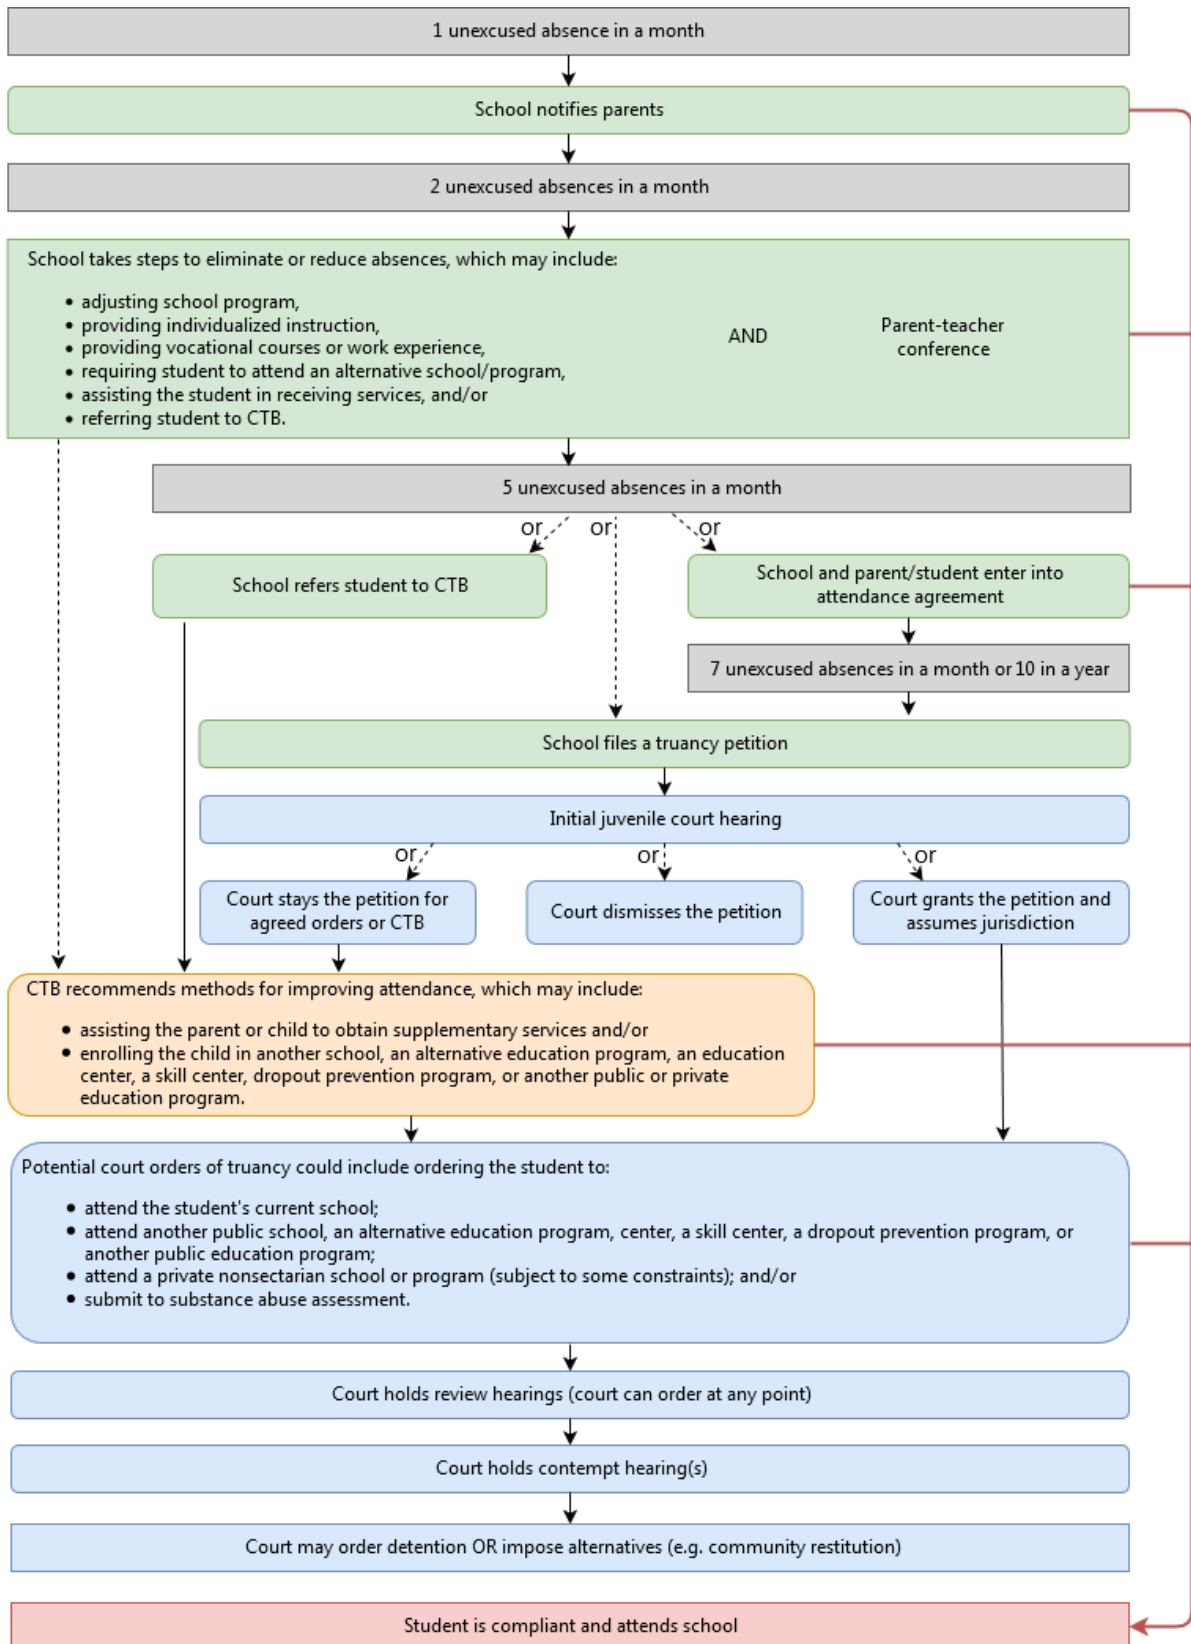 1 unexcused absence in a month
School notifies parents
2 unexcused absences in a month
School takes steps to eliminate or reduce absences, which may include:
• adjusting school program,
• providing individualized instruction,
• providing vocational courses or work experience,
• requiring student to attend an alternative school/program,
• assisting the student in receiving services, and/or
• referring student to CTB.
AND
Parent-teacher
conference
5 unexcused absences in a month
or
or
or
School refers student to CTB
School and parent/student enter into
attendance agreement
7 unexcused absences in a month or 10 in a year
School files a truancy petition
Initial juvenile court hearing
or
or
or
Court stays the petition for
agreed orders or CTB
Court dismisses the petition
Court grants the petition and
assumes jurisdiction
CTB recommends methods for improving attendance, which may include:
• assisting the parent or child to obtain supplementary services and/or
• enrolling the child in another school, an alternative education program, an education
center, a skill center, dropout prevention program, or another public or private
education program.
Potential court orders of truancy could include ordering the student to:
• attend the student's current school;
• attend another public school, an alternative education program, center, a skill center, a dropout prevention program, or
another public education program;
• attend a private nonsectarian school or program (subject to some constraints); and/or
• submit to substance abuse assessment.
Court holds review hearings (court can order at any point)
Court holds contempt hearing(s)
Court may order detention OR impose alternatives (e.g. community restitution)
Student is compliant and attends school